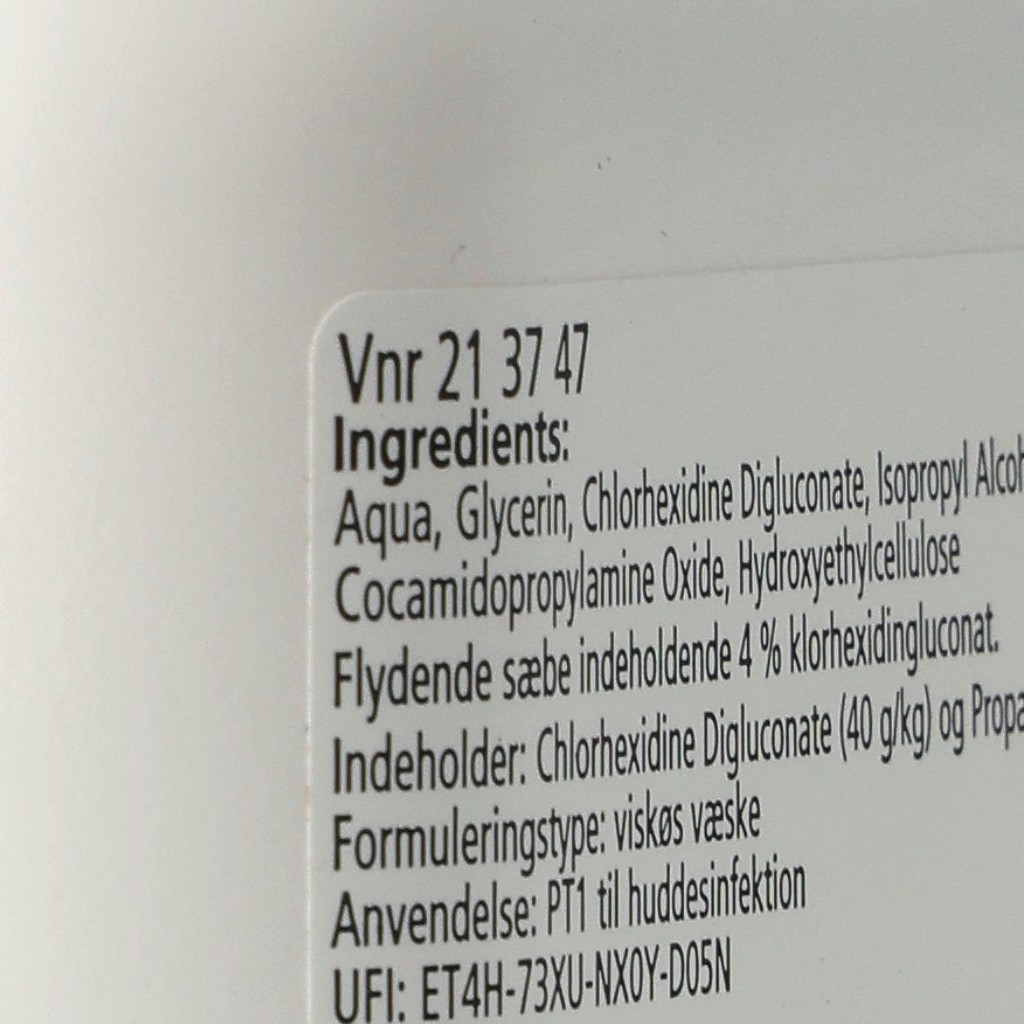 Vnr 21 37 47
Ingredients:
Aqua, Glycerin, Chlorhexidine Digluconate, Isopropyl
Cocamidopropylamine Oxide, Hydroxyethylcellulose
Flydende sæbe indeholdende 4 % klorhexidingluconat.
Indeholder: Chlorhexidine Digluconate (40 g/kg) og
Formuleringstype: viskøs væske
Anvendelse: PT1 til huddesinfektion
UFI: ET4H-73XU-NX0Y-D05N